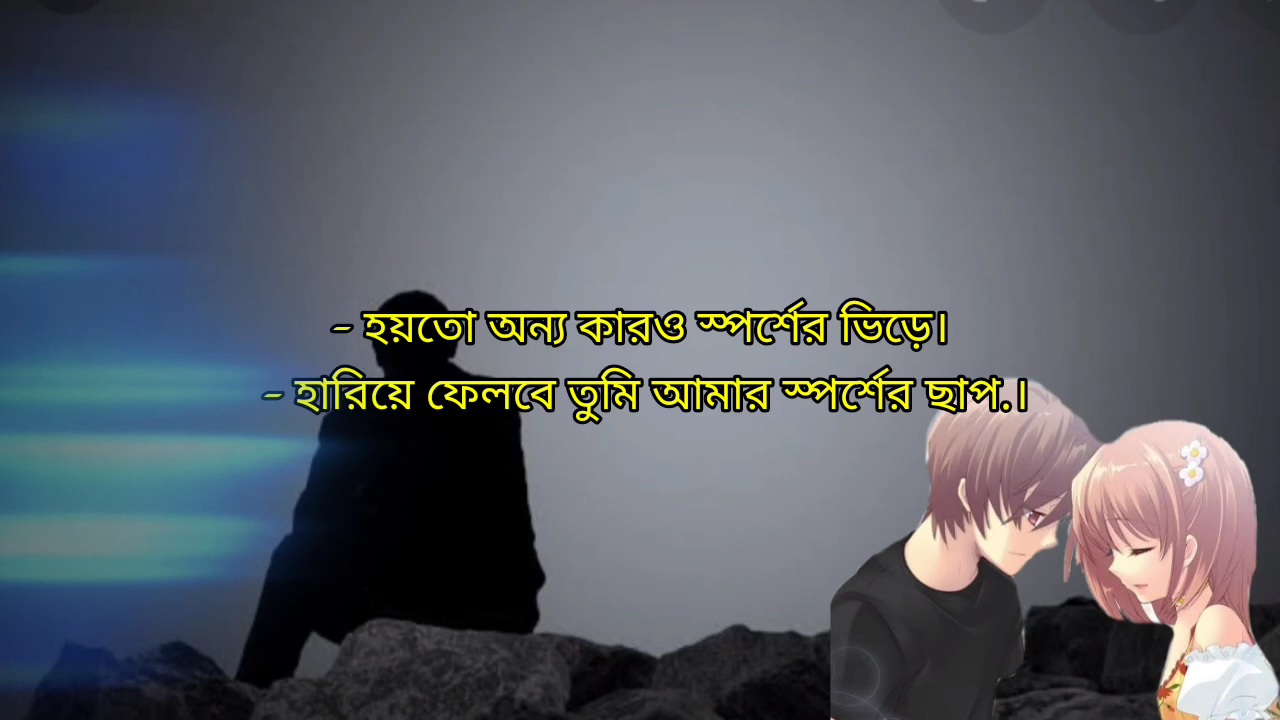 - হয়তো অন্য কারও স্পর্শের ভিড়ে।
- হারিয়ে ফেলবে তুমি আমার স্পর্শের ছাপ.।